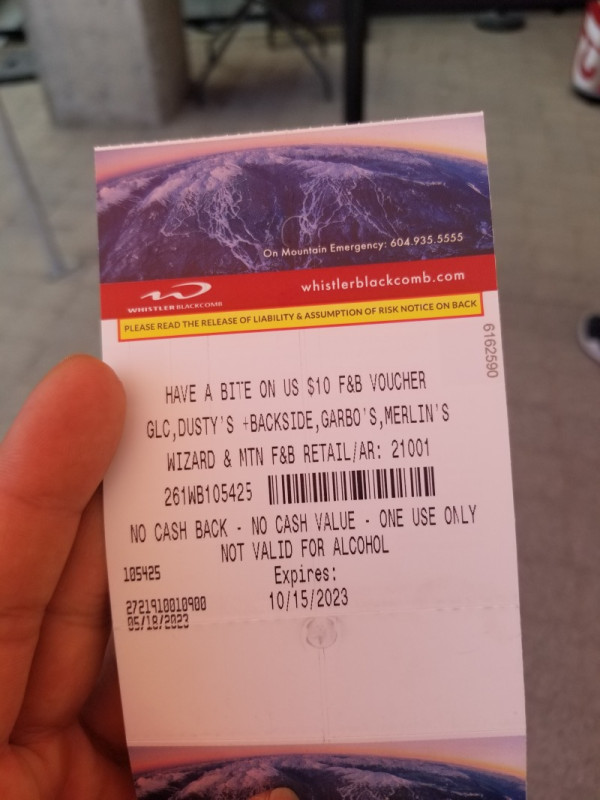 On Mountain Emergency: 604.935.5555
WHISTLER BLACKCOMB
whistlerblackcomb.com
PLEASE READ THE RELEASE OF LIABILITY & ASSUMPTION OF RISK NOTICE ON BACK
6162590
HAVE A BITE ON US $10 F&B VOUCHER
GLC,DUSTY'S +BACKSIDE,GARBO'S,MERLIN'S
WIZARD & MTN F&B RETAIL/AR: 21001
261WB105425
NO CASH BACK - NO CASH VALUE - ONE USE ONLY
NOT VALID FOR ALCOHOL
105425
Expires:
2721910010900
10/15/2023
05/18/2023